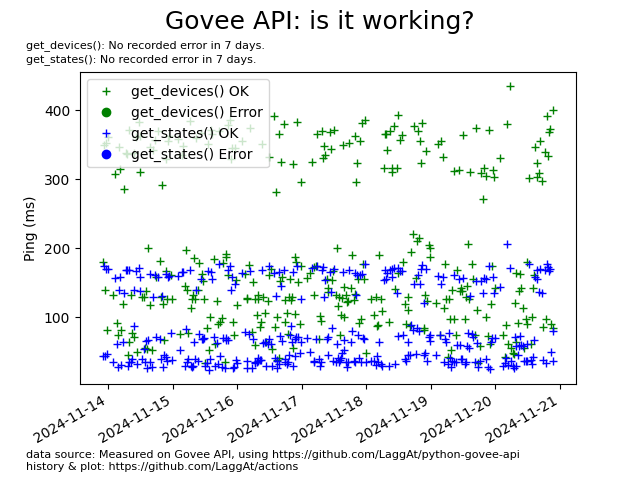 Govee API: is it working?
get_devices(): No recorded error in 7 days.
get_states(): No recorded error in 7 days.
get_devices() OK
get_devices() Error
get_states() OK
get_states() Error
400
300
200
100
Ping (ms)
2024-11-14
2024-11-15
2024-11-16
2024-11-17
2024-11-18
2024-11-19
2024-11-20
2024-11-21
data source: Measured on Govee API, using https://github.com/LaggAt/python-govee-api
history & plot: https://github.com/LaggAt/actions